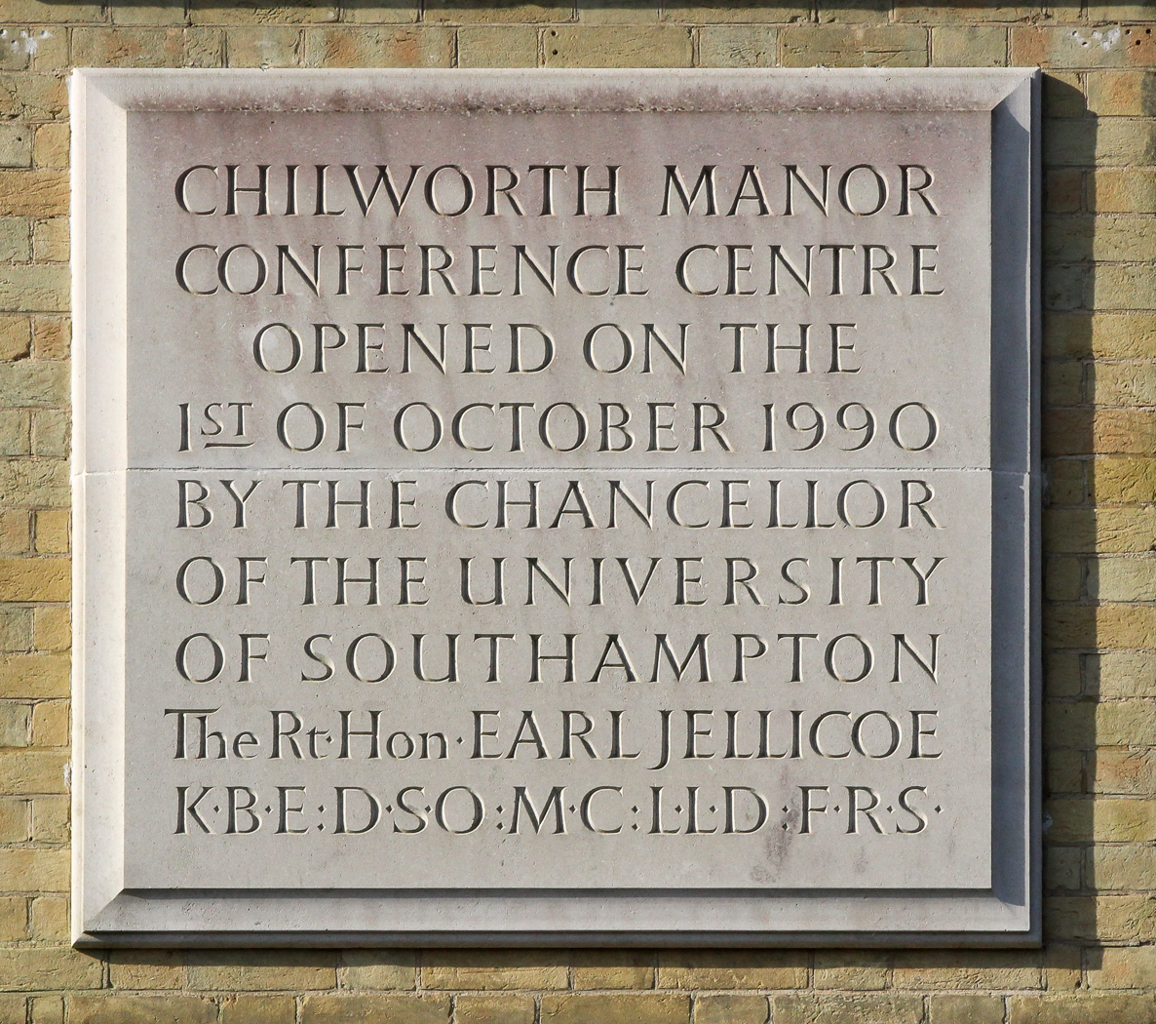 CHILWORTH MANOR
CONFERENCE CENTRE
OPENED ON THE
1ST OF OCTOBER 1990
BY THE CHANCELLOR
OF THE UNIVERSITY
OF SOUTHAMPTON
The Rt·Hon·EARL JELLICOE
K·B·E:D·S·O:M·C:L·L·D:F·R·S·